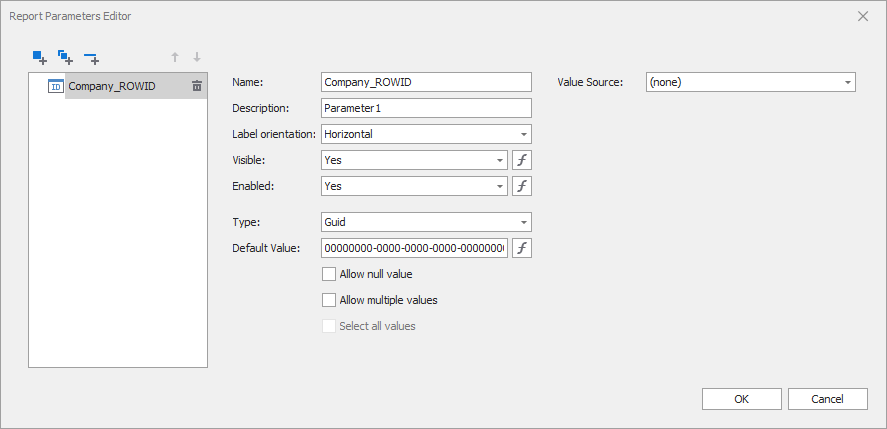 Report Parameters Editor
ID Company_ROWID
Name: Company_ROWID
Value Source: (none)
Description: Parameter1
Label orientation: Horizontal
Visible: Yes
Enabled: Yes
Type: Guid
Default Value: 00000000-0000-0000-0000-00000000
Allow null value
Allow multiple values
Select all values
OK
Cancel